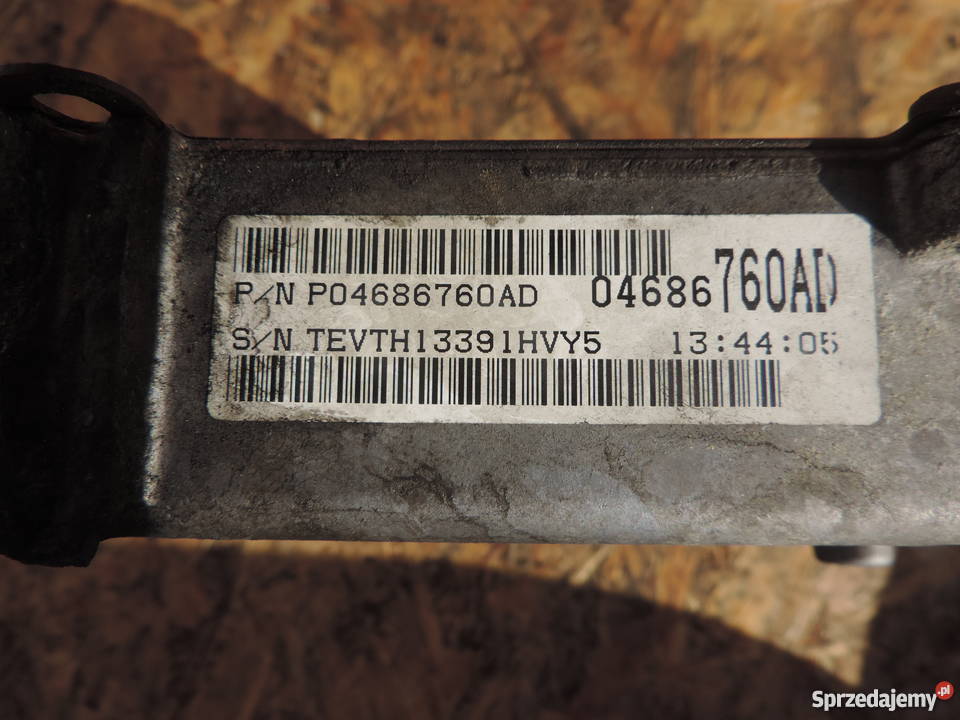 P/N P04686760AD 04686760AD
S/N TEVTH13391HVY5 13:44:05
Sprzedajemy.pl